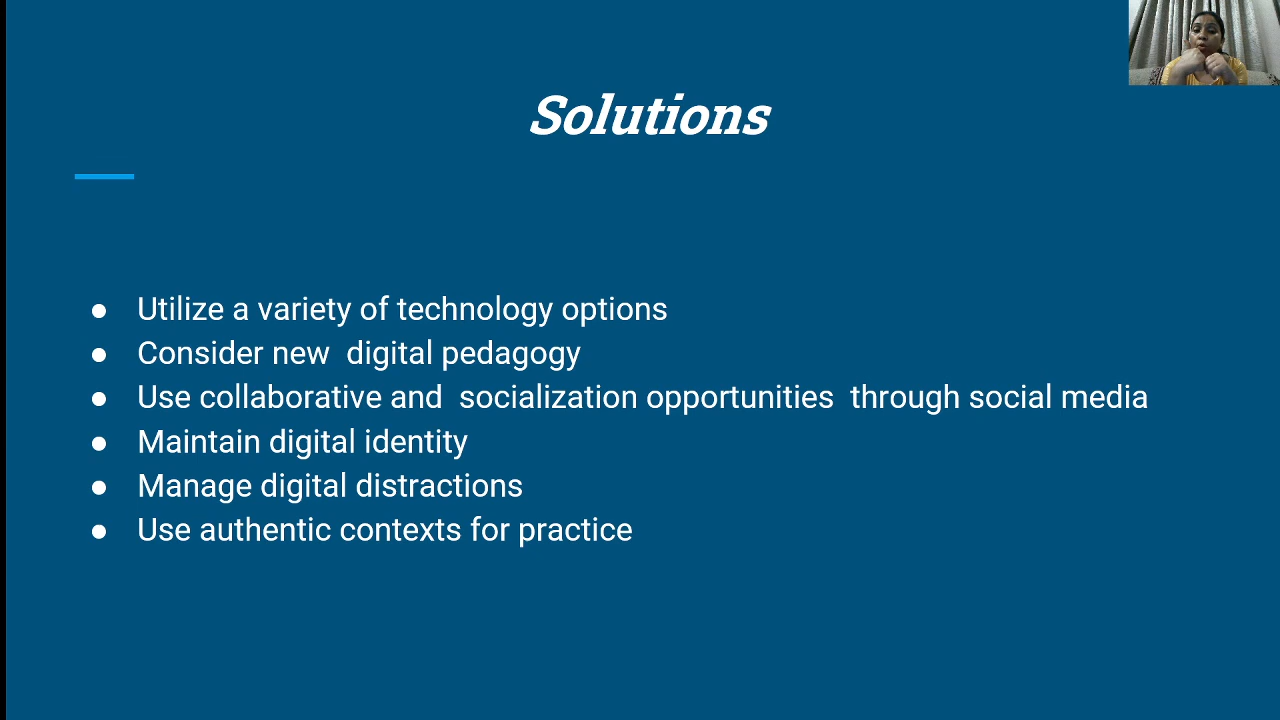 Solutions
● Utilize a variety of technology options
● Consider new  digital pedagogy
● Use collaborative and  socialization opportunities  through social media
● Maintain digital identity
● Manage digital distractions
● Use authentic contexts for practice